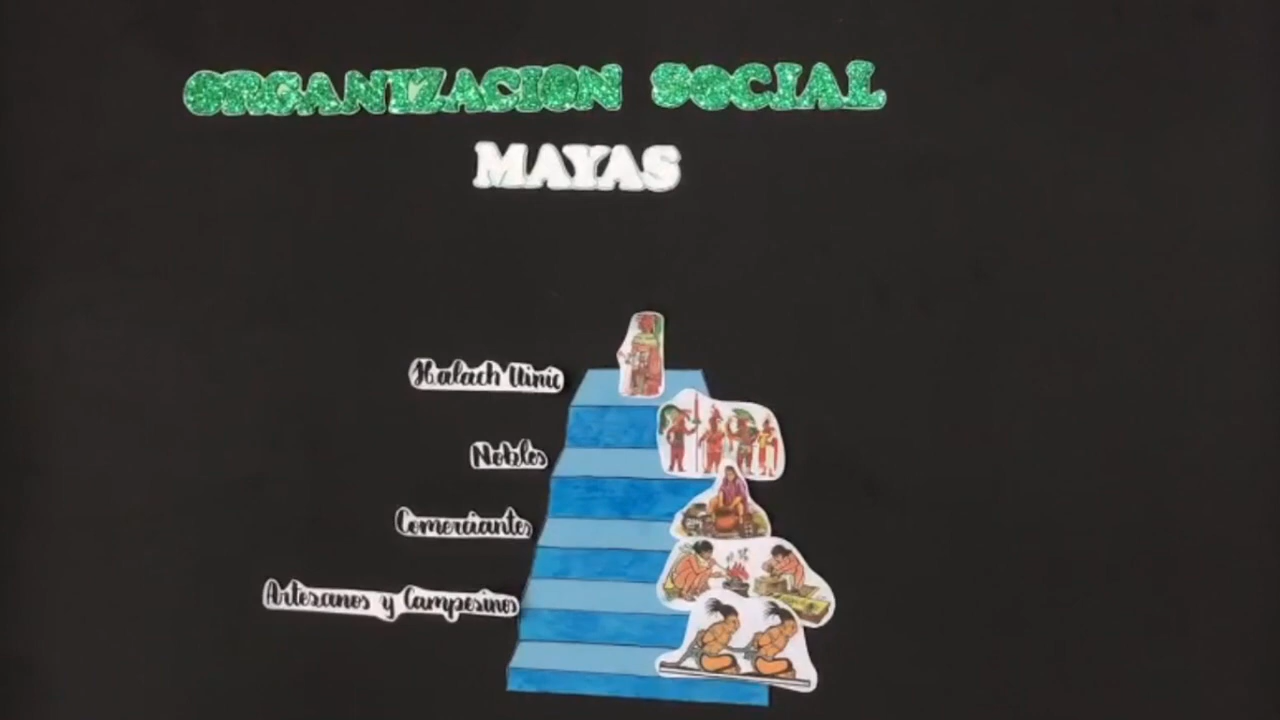 ORGANIZACION SOCIAL
MAYAS
Halach Uinic
Nobles
Comerciantes
Artesanos y Campesinos